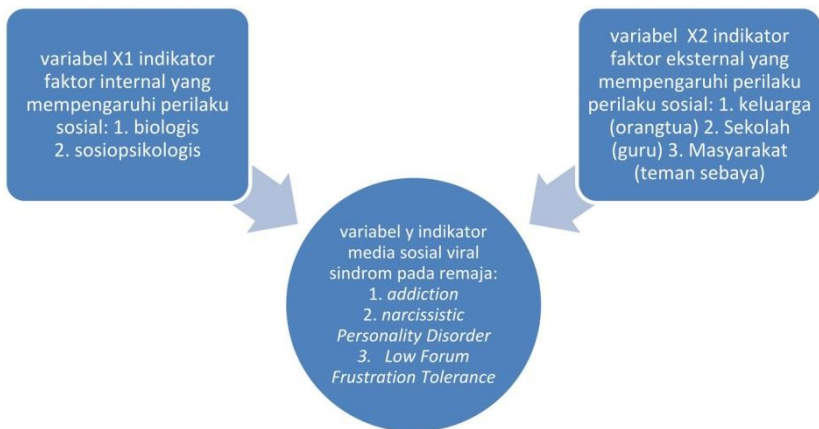 variabel X1 indikator
faktor internal yang
mempengaruhi perilaku
sosial: 1. biologis
2. sosiopsikologis
variabel X2 indikator
faktor eksternal yang
mempengaruhi perilaku
perilaku sosial: 1. keluarga
(orangtua) 2. Sekolah
(guru) 3. Masyarakat
(teman sebaya)
variabel y indikator
media sosial viral
sindrom pada remaja:
1. addiction
2. narcissistic
Personality Disorder
3. Low Forum
Frustration Tolerance